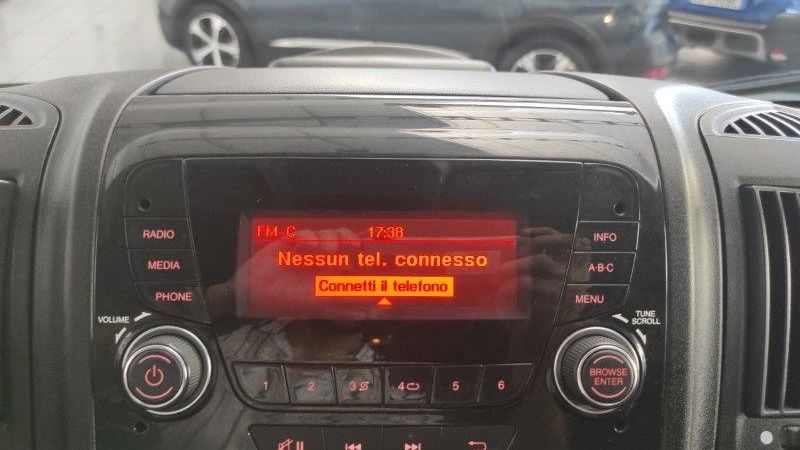 FM-C 17:38
Nessun tel. connesso
Connetti il telefono
RADIO
MEDIA
PHONE
INFO
A-B-C
MENU
VOLUME
TUNE
SCROLL
BROWSE
ENTER
1 2 3 4 5 6